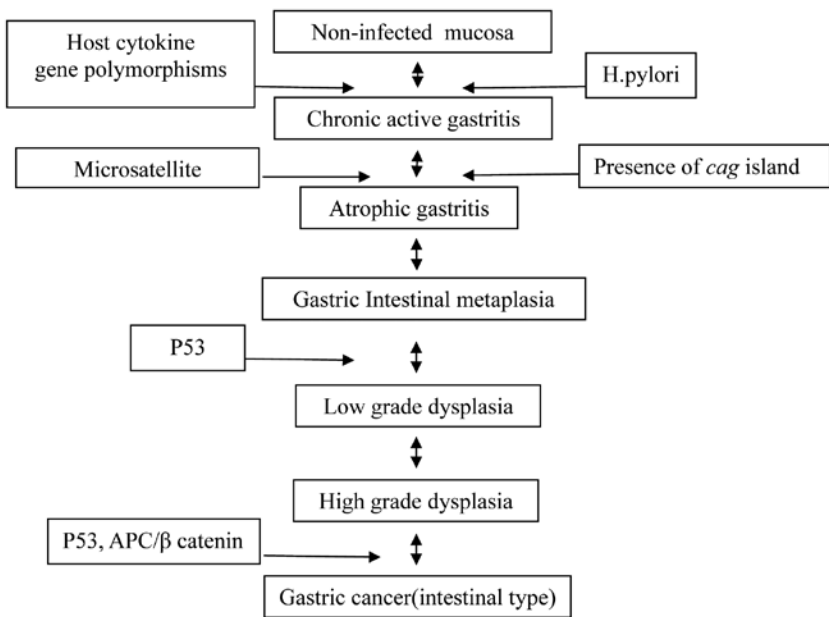 Non-infected mucosa
Host cytokine
gene polymorphisms
H.pylori
Chronic active gastritis
Microsatellite
Presence of cag island
Atrophic gastritis
Gastric Intestinal metaplasia
P53
Low grade dysplasia
High grade dysplasia
P53, APC/β catenin
Gastric cancer(intestinal type)